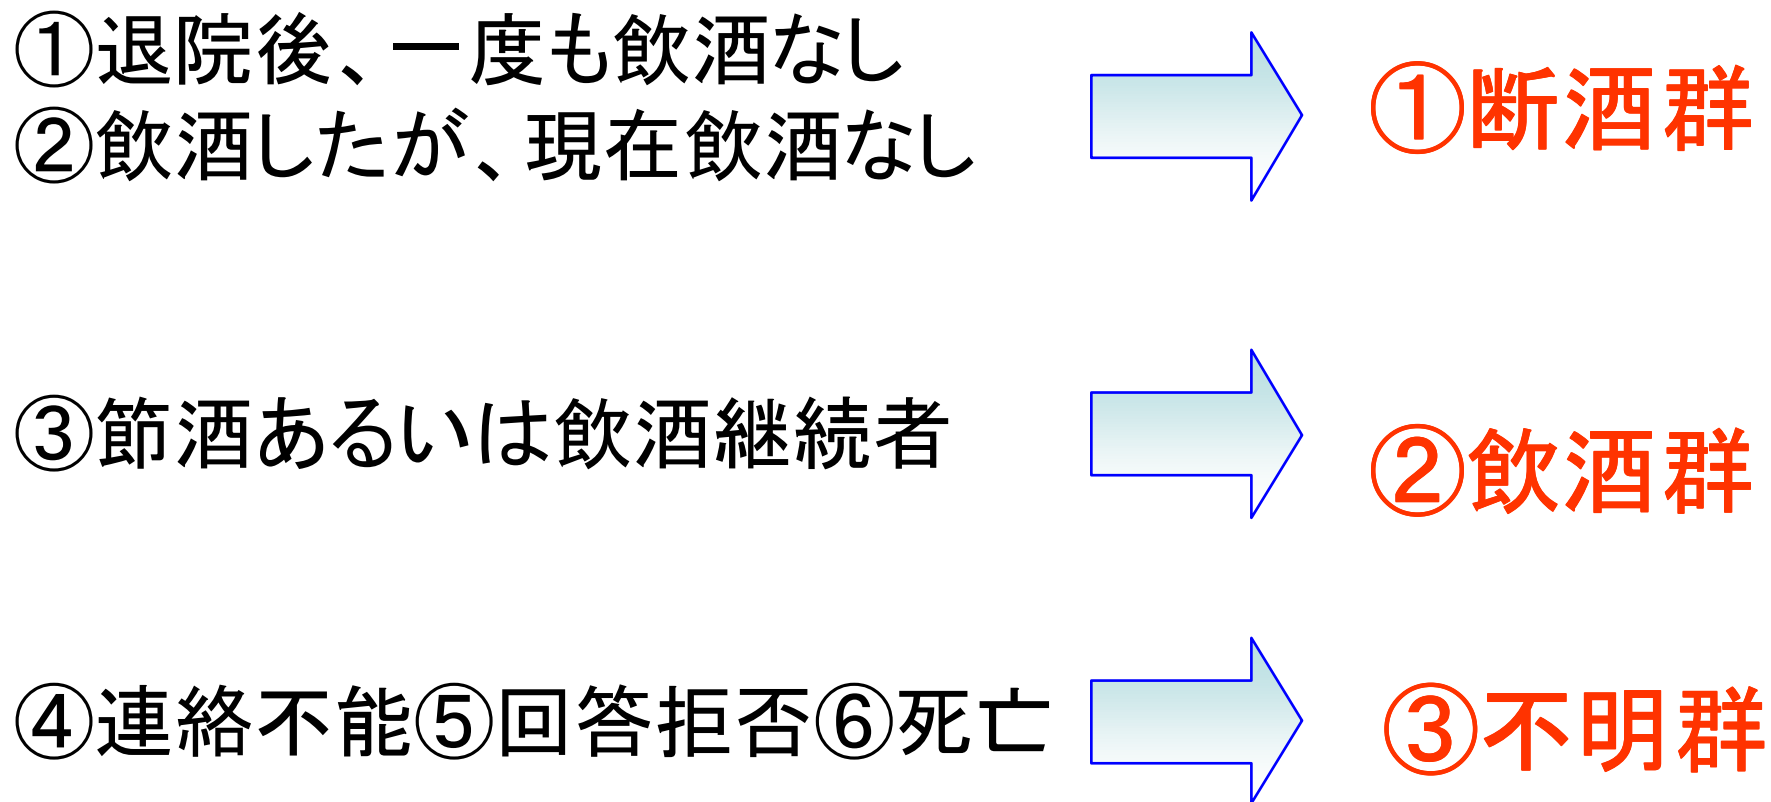 ①退院後、一度も飲酒なし
②飲酒したが、現在飲酒なし
①断酒群
③節酒あるいは飲酒継続者
②飲酒群
④連絡不能⑤回答拒否⑥死亡
③不明群